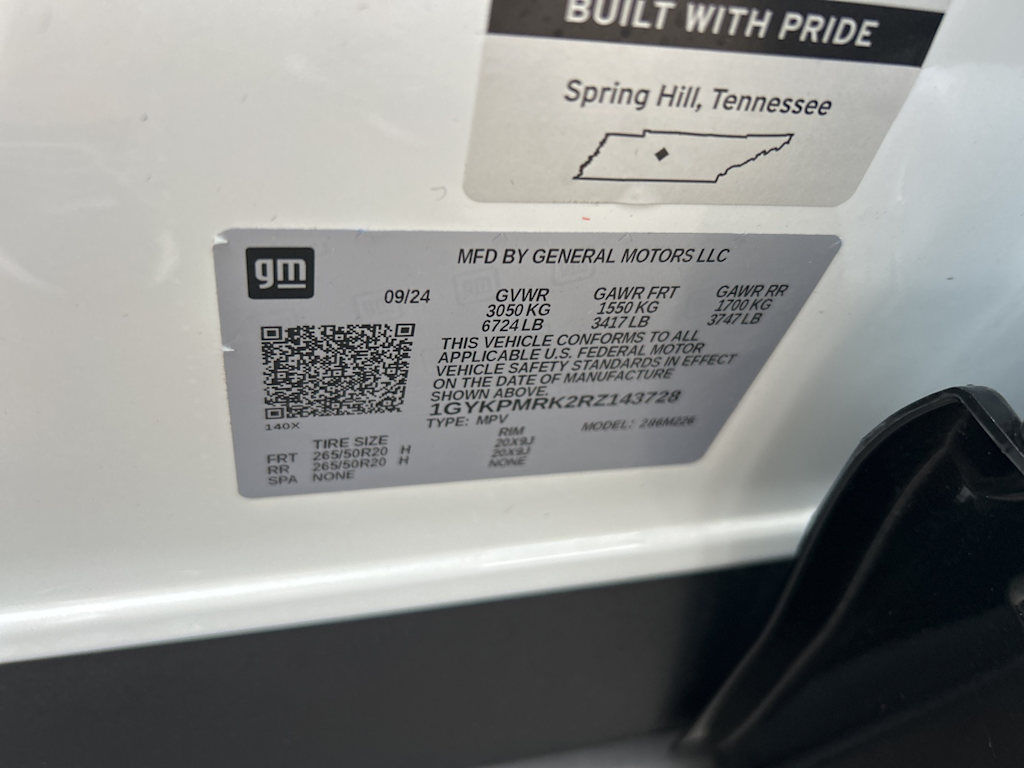 BUILT WITH PRIDE
Spring Hill, Tennessee
gm
MFD BY GENERAL MOTORS LLC
09/24
GVWR GAWR FRT GAWR RR
3050 KG 1550 KG 1700 KG
6724 LB 3417 LB 3747 LB
THIS VEHICLE CONFORMS TO ALL
APPLICABLE U.S. FEDERAL MOTOR
VEHICLE SAFETY STANDARDS IN EFFECT
ON THE DATE OF MANUFACTURE
SHOWN ABOVE.
1GYKPMRK2RZ143728
140X
TYPE: MPV MODEL:
TIRE SIZE RIM
FRT 265/50R20 H 20X9J
RR 265/50R20 H 20X9J
SPA NONE NONE